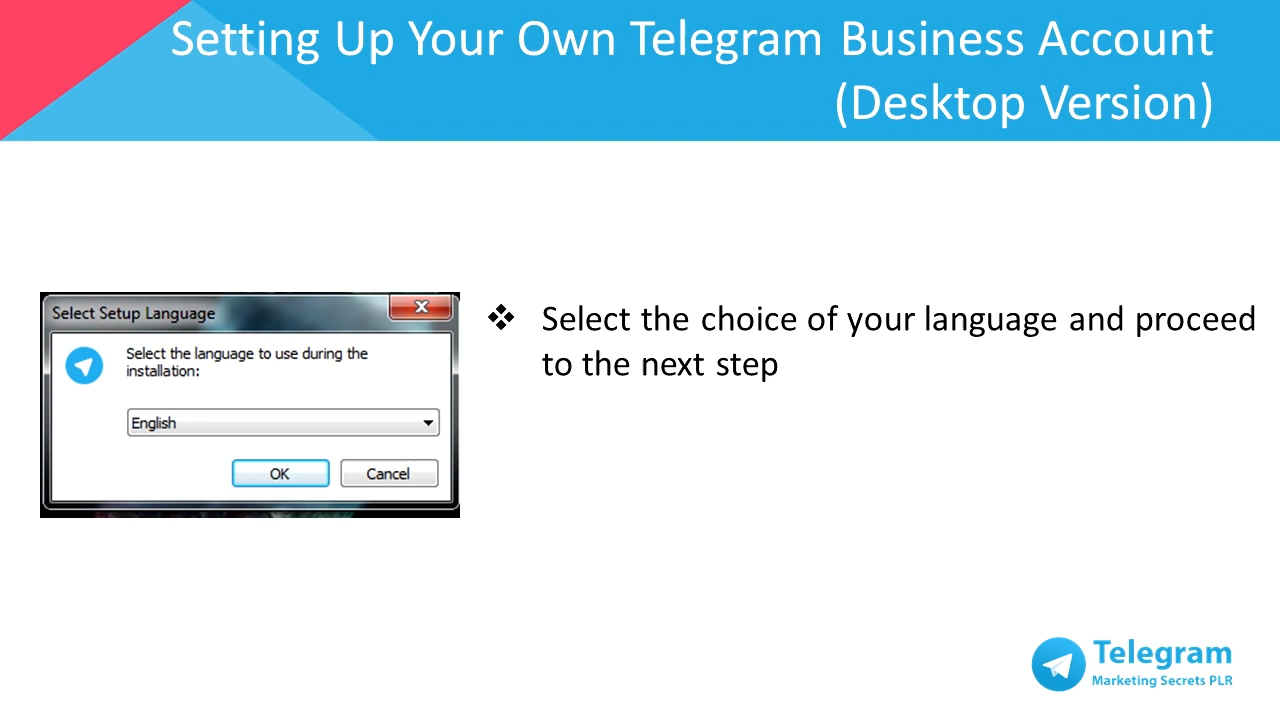 Setting Up Your Own Telegram Business Account
(Desktop Version)
Select Setup Language
X
Select the language to use during the
installation:
English
OK
Cancel
❖ Select the choice of your language and proceed
to the next step
Telegram
Marketing Secrets PLR